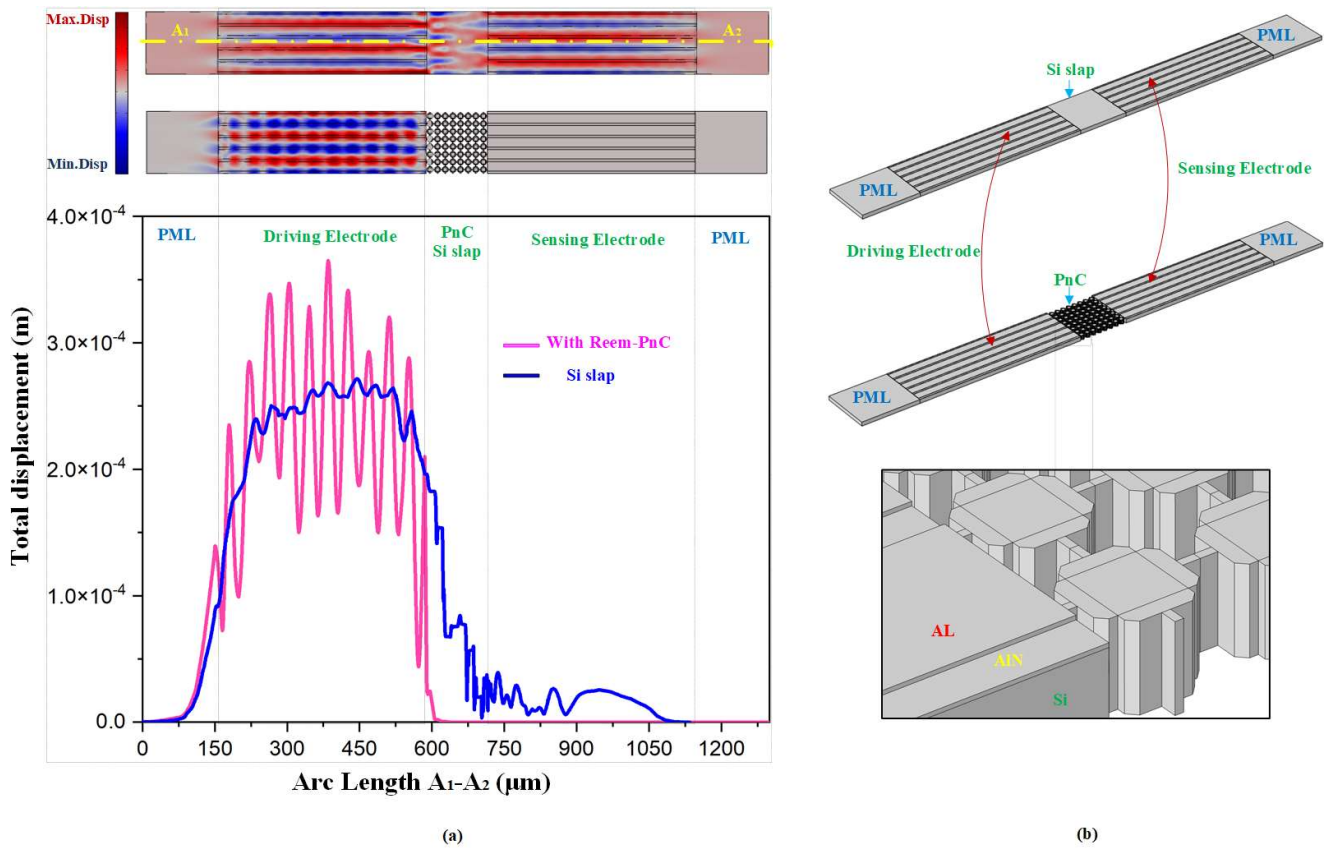 Max.Disp
A1
A2
Min.Disp
4.0×10-4
3.0×10-4
2.0×10-4
1.0×10-4
0.0
Total displacement (m)
PML
Driving Electrode
PnC
Si slap
Sensing Electrode
PML
With Reem-PnC
Si slap
0 150 300 450 600 750 900 1050 1200
Arc Length A1-A2 (μm)
(a)
PML
Si slap
Sensing Electrode
PML
Driving Electrode
PML
PnC
PML
AL
AlN
Si
(b)